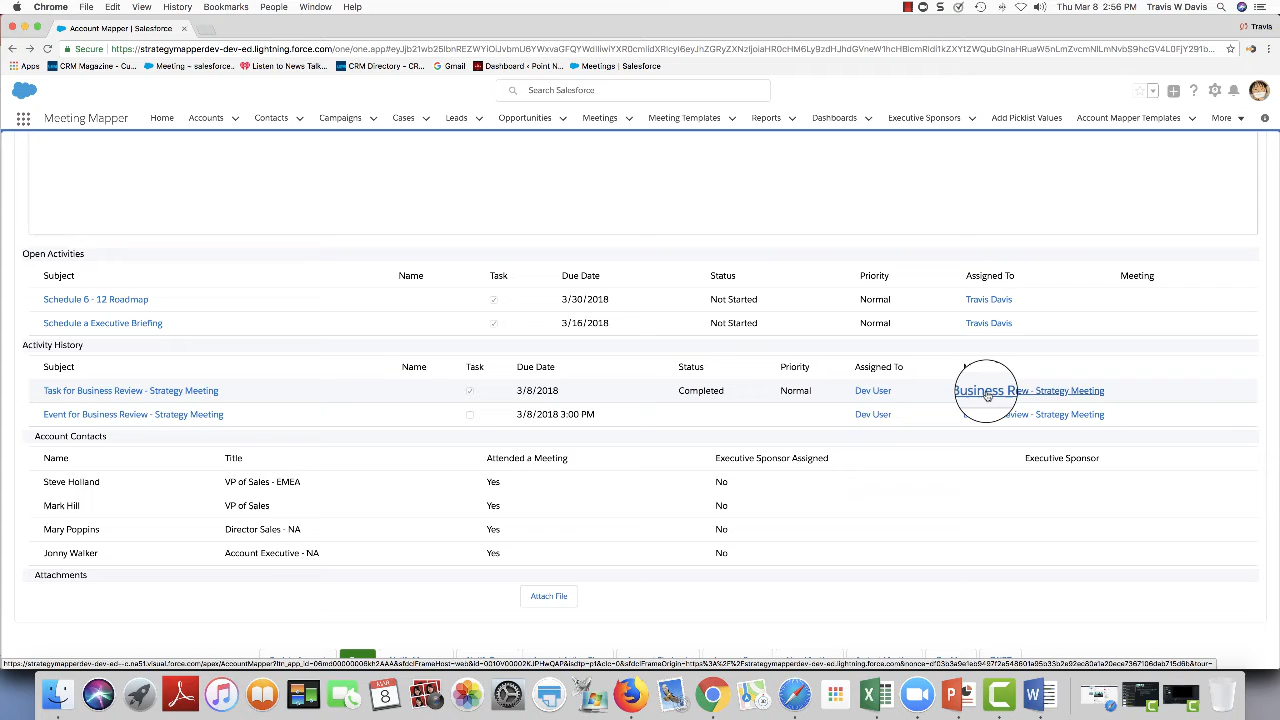 Chrome File Edit View History Bookmarks People Window Help Thu Mar 8 2:56 PM Travis W Davis
Account Mapper | Salesforce Travis
Secure
Apps CRM Magazine - Cu... Meeting – salesforce... Listen to News Talk... CRM Directory - CR... Gmail Dashboard ‹ Point N... Meetings | Salesforce
Search Salesforce
Meeting Mapper Home Accounts Contacts Campaigns Cases Leads Opportunities Meetings Meeting Templates Reports Dashboards Executive Sponsors Add Picklist Values Account Mapper Templates More
Open Activities
Subject Name Task Due Date Status Priority Assigned To Meeting
Schedule 6 - 12 Roadmap 3/30/2018 Not Started Normal Travis Davis
Schedule a Executive Briefing 3/16/2018 Not Started Normal Travis Davis
Activity History
Subject Name Task Due Date Status Priority Assigned To
Task for Business Review - Strategy Meeting 3/8/2018 Completed Normal Dev User Business Rew - Strategy Meeting
Event for Business Review - Strategy Meeting 3/8/2018 3:00 PM Dev User eview - Strategy Meeting
Account Contacts
Name Title Attended a Meeting Executive Sponsor Assigned Executive Sponsor
Steve Holland VP of Sales - EMEA Yes No
Mark Hill VP of Sales Yes No
Mary Poppins Director Sales - NA Yes No
Jonny Walker Account Executive - NA Yes No
Attachments
Attach File